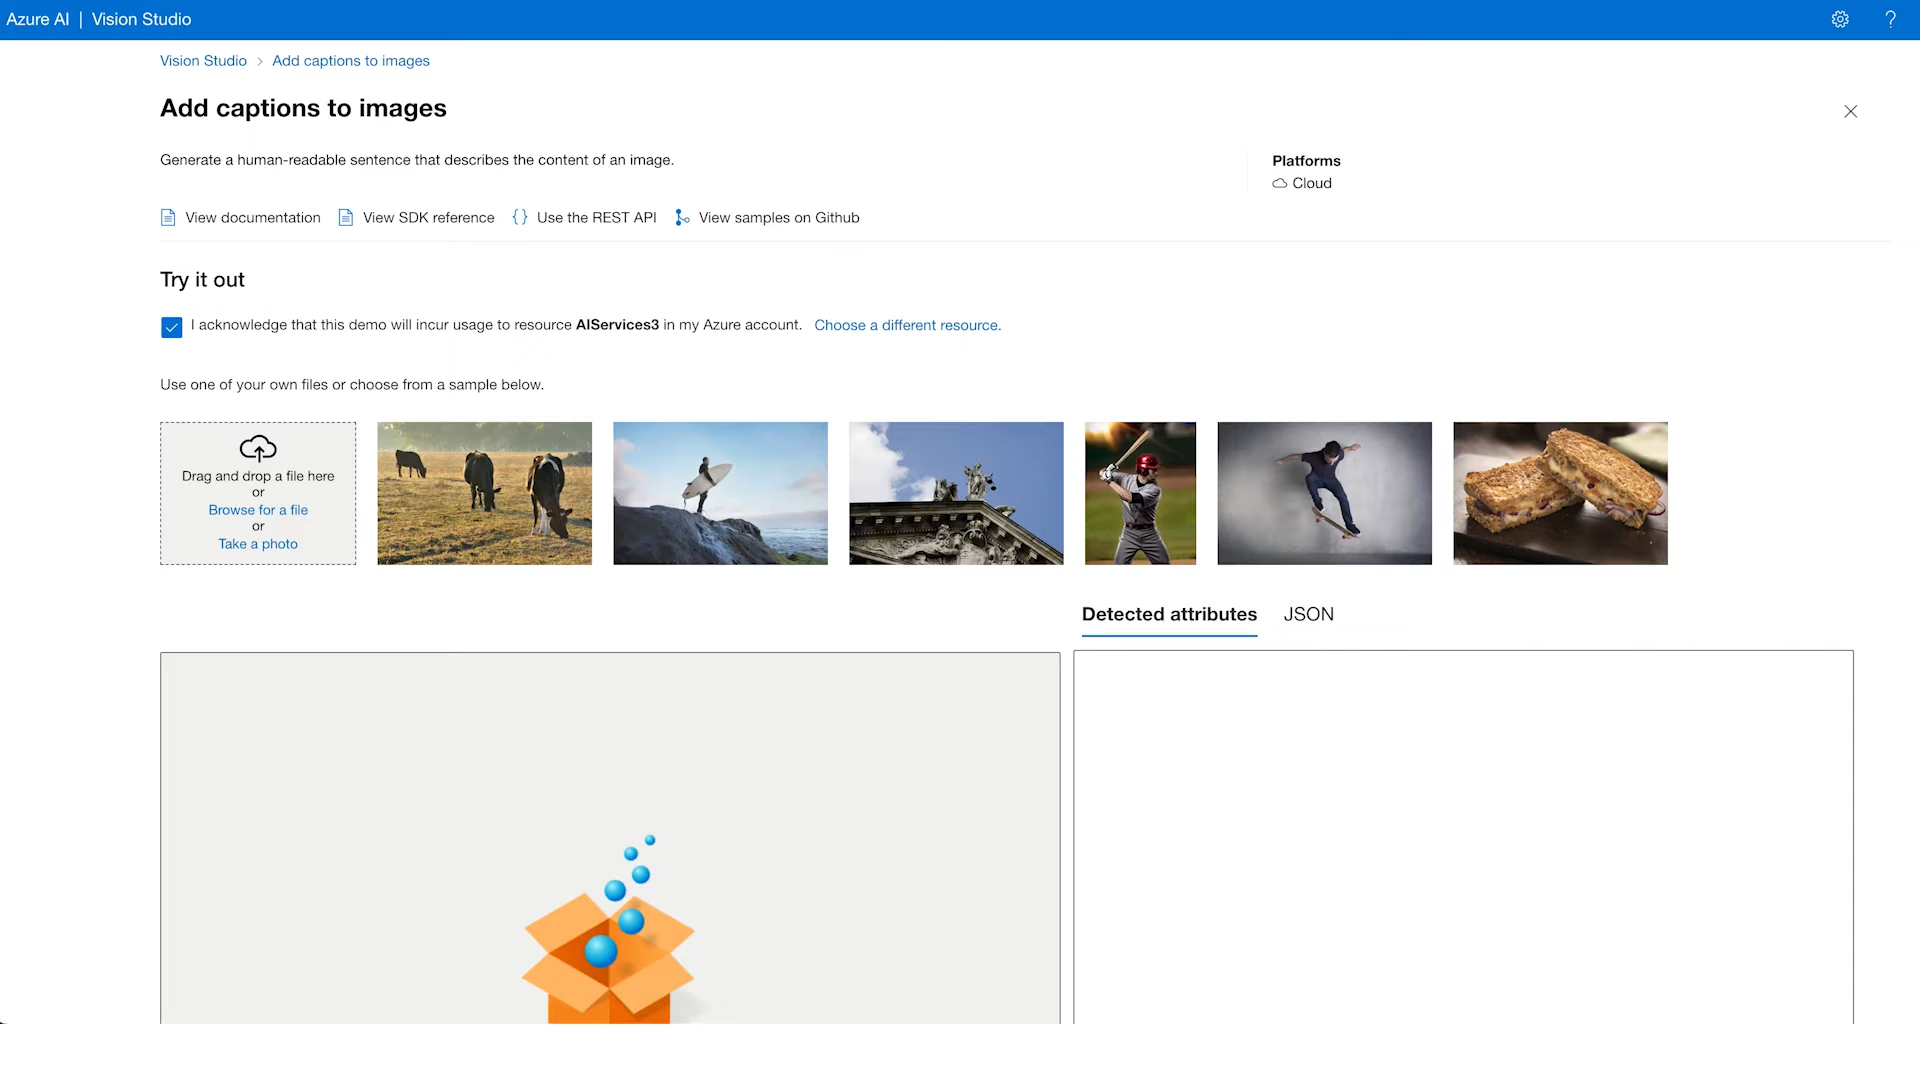 Azure AI | Vision Studio
?
Vision Studio > Add captions to images
Add captions to images
Generate a human-readable sentence that describes the content of an image.
Platforms
Cloud
View documentation View SDK reference {} Use the REST API View samples on Github
Try it out
I acknowledge that this demo will incur usage to resource AIServices3 in my Azure account. Choose a different resource.
Use one of your own files or choose from a sample below.
Drag and drop a file here
or
Browse for a file
or
Take a photo
Detected attributes JSON